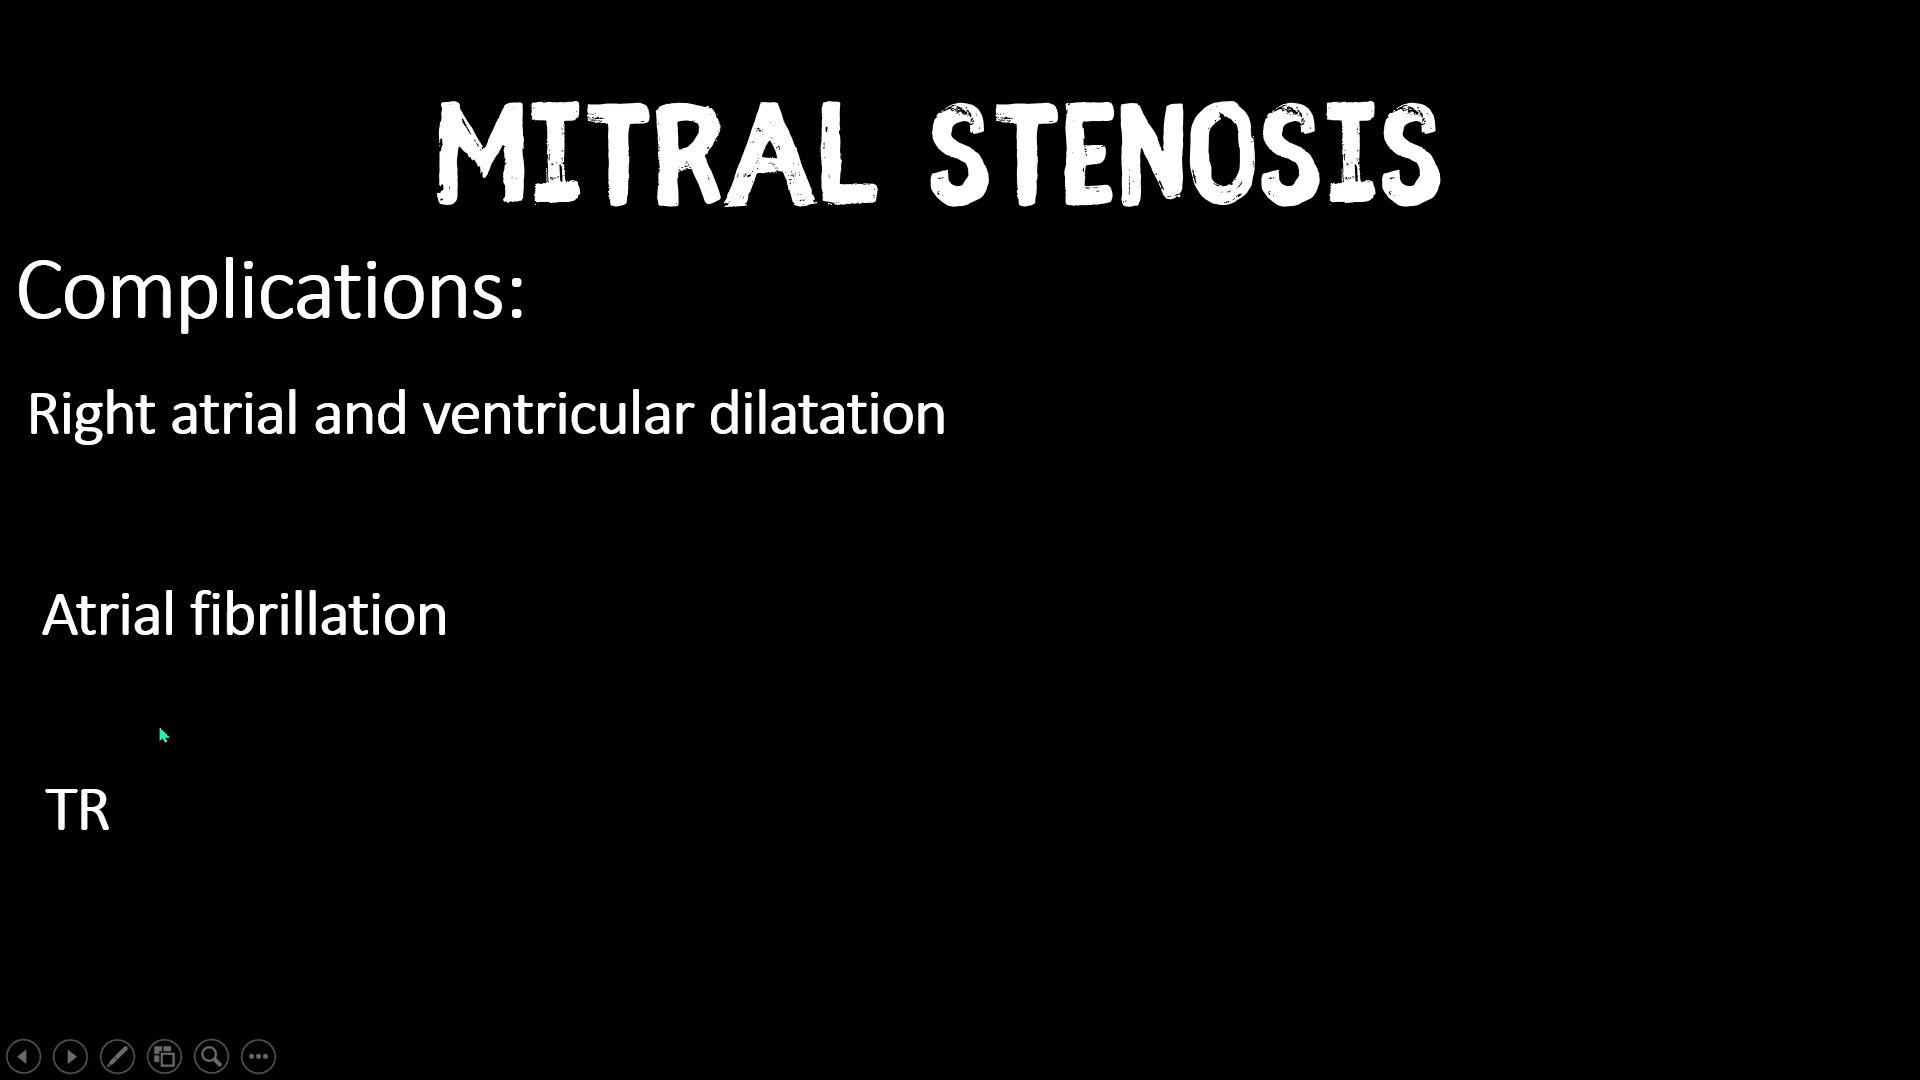 MITRAL STENOSIS
Complications:
Right atrial and ventricular dilatation
Atrial fibrillation
TR